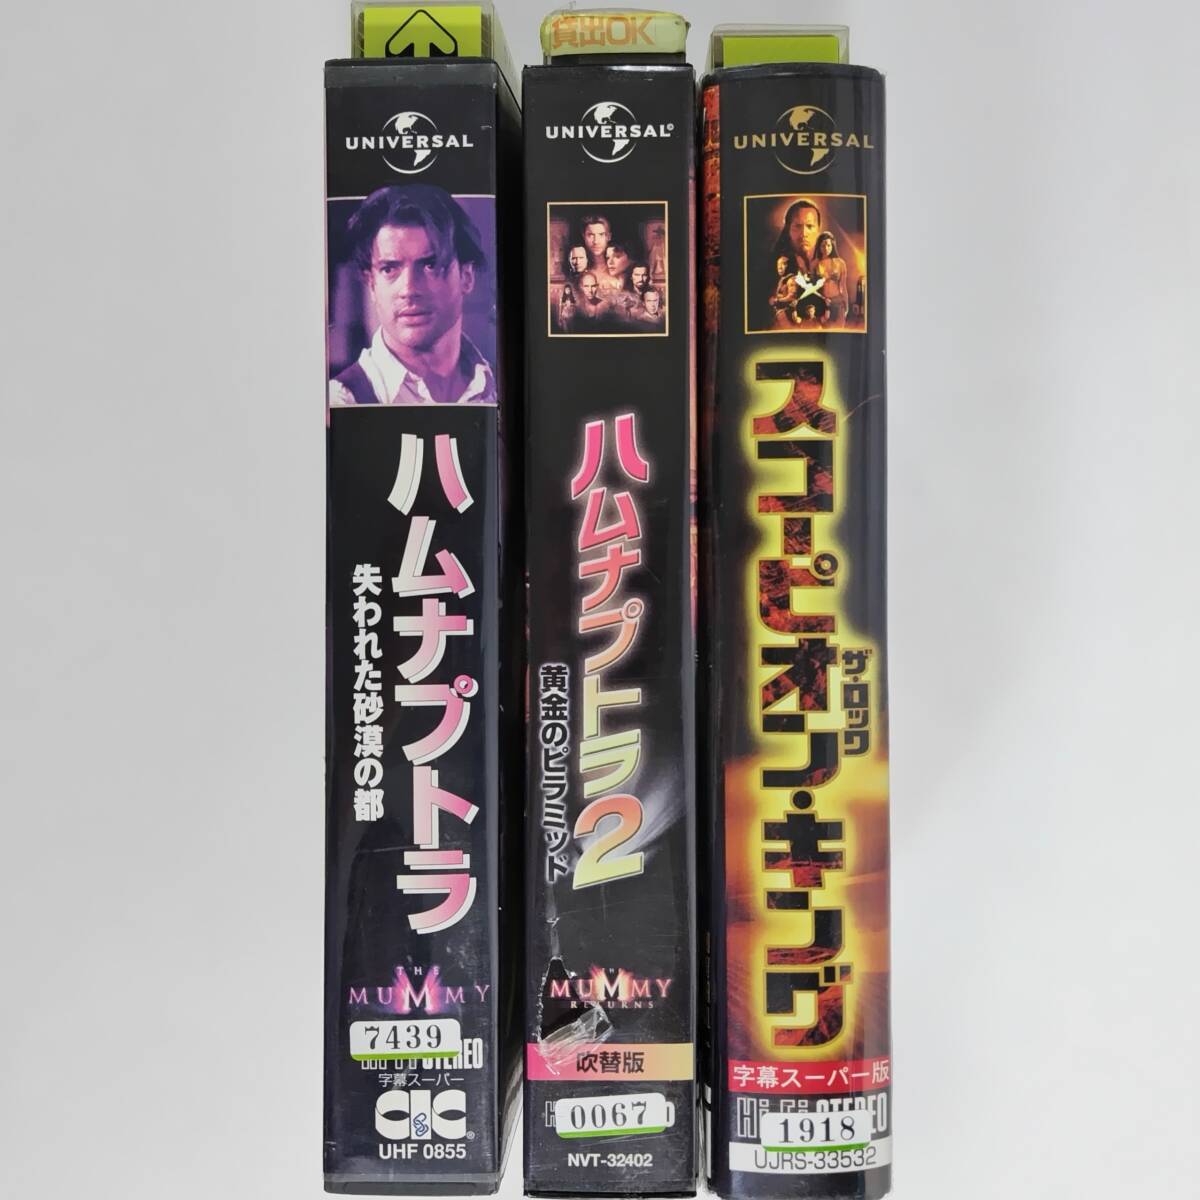 UNIVERSAL
ハムナプトラ
失われた砂漠の都
THE
MUMMY
7439
Hi-Fi STEREO
字幕スーパー
CIC
UHF 0855
貸出OK
UNIVERSAL
ハムナプトラ2
黄金のピラミッド
THE
MUMMY
RETURNS
吹替版
0067
NVT-32402
UNIVERSAL
ザ・ロック
スコーピオン・キング
字幕スーパー版
Hi-Fi STEREO
1918
UJRS-33532